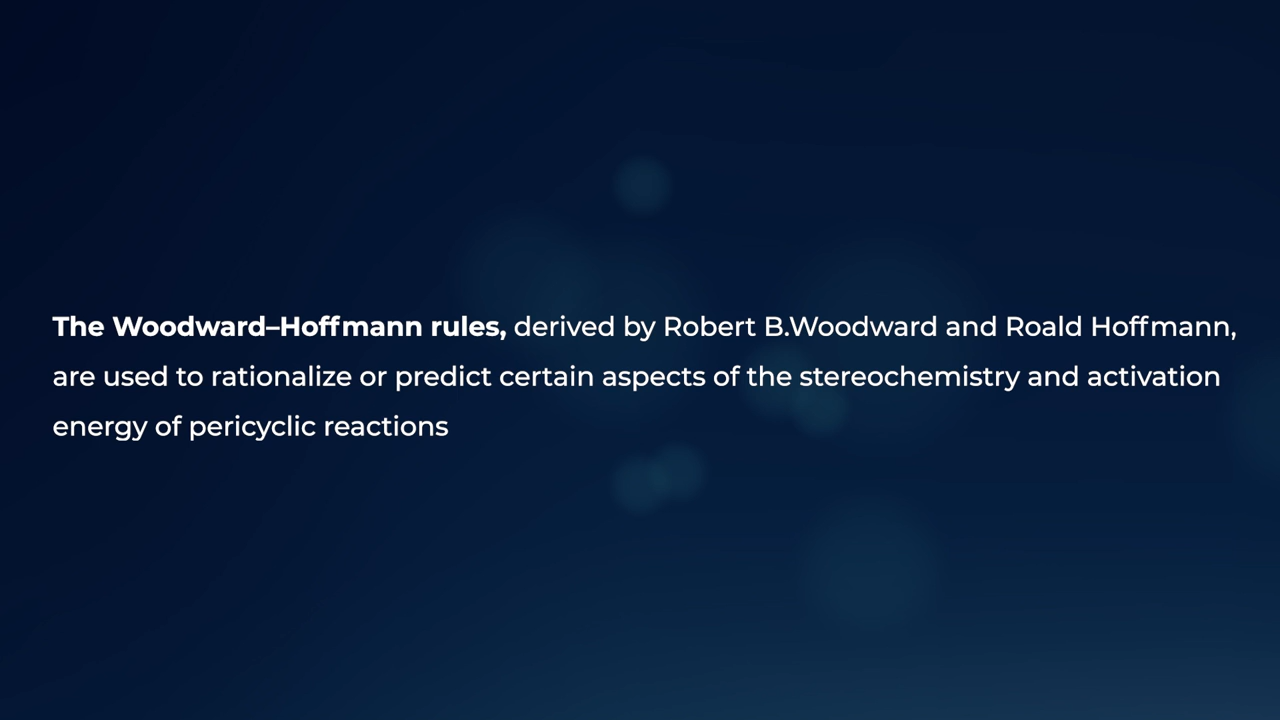 The Woodward–Hoffmann rules, derived by Robert B.Woodward and Roald Hoffmann,
are used to rationalize or predict certain aspects of the stereochemistry and activation
energy of pericyclic reactions